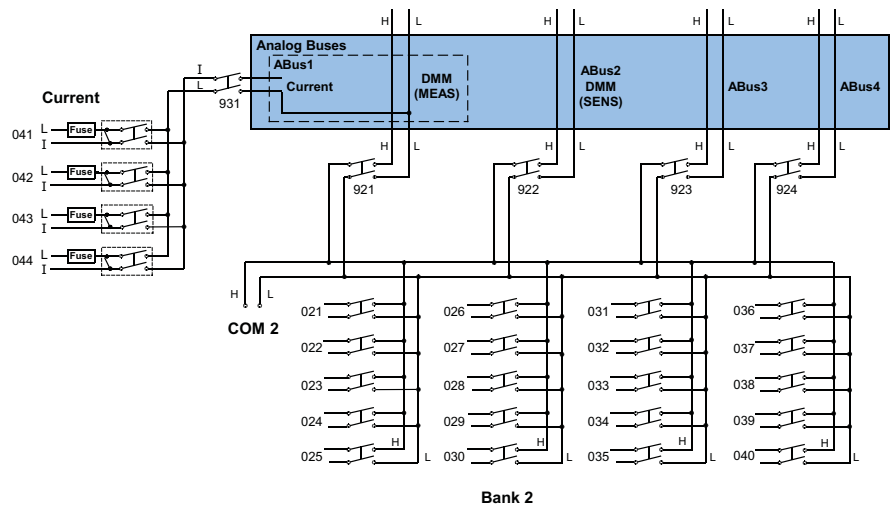 H L H L H L H L
Analog Buses
ABus1
Current
DMM
(MEAS)
ABus2
DMM
(SENS)
ABus3
ABus4
I
L
931
Current
041 L Fuse
I
042 L Fuse
I
043 L Fuse
I
044 L Fuse
I
H L H L H L H L
921 922 923 924
H L
COM 2
021 026 031 036
022 027 032 037
023 028 033 038
024 029 034 039
H H H H
025 L 030 L 035 L 040 L
Bank 2